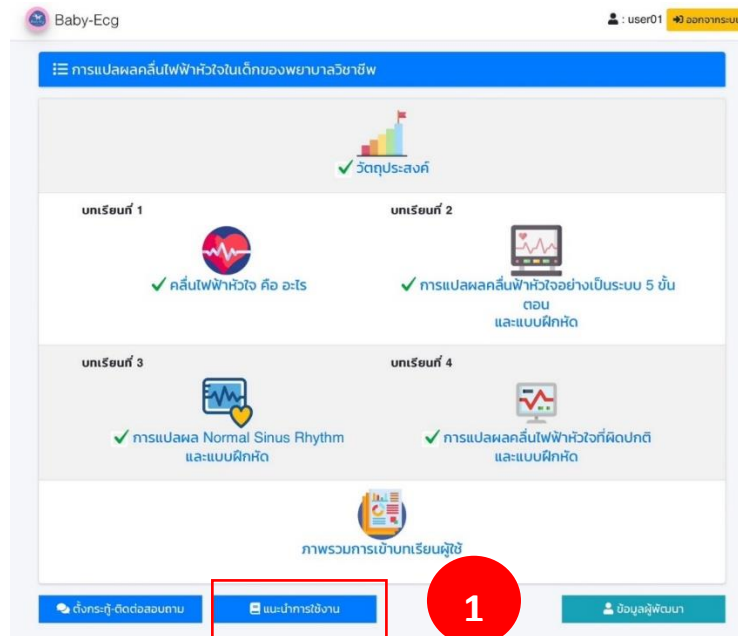 Baby-Ecg
: user01
ออกจากระบบ
การแปลผลคลื่นไฟฟ้าหัวใจในเด็กของพยาบาลวิชาชีพ
วัตถุประสงค์
บทเรียนที่ 1
บทเรียนที่ 2
คลื่นไฟฟ้าหัวใจ คือ อะไร
การแปลผลคลื่นฟ้าหัวใจอย่างเป็นระบบ 5 ขั้น
ตอน
และแบบฝึกหัด
บทเรียนที่ 3
บทเรียนที่ 4
การแปลผล Normal Sinus Rhythm
และแบบฝึกหัด
การแปลผลคลื่นไฟฟ้าหัวใจที่ผิดปกติ
และแบบฝึกหัด
ภาพรวมการเข้าบทเรียนผู้ใช้
ตั้งกระทู้-ติดต่อสอบถาม
แนะนำการใช้งาน
1
ข้อมูลผู้พัฒนา